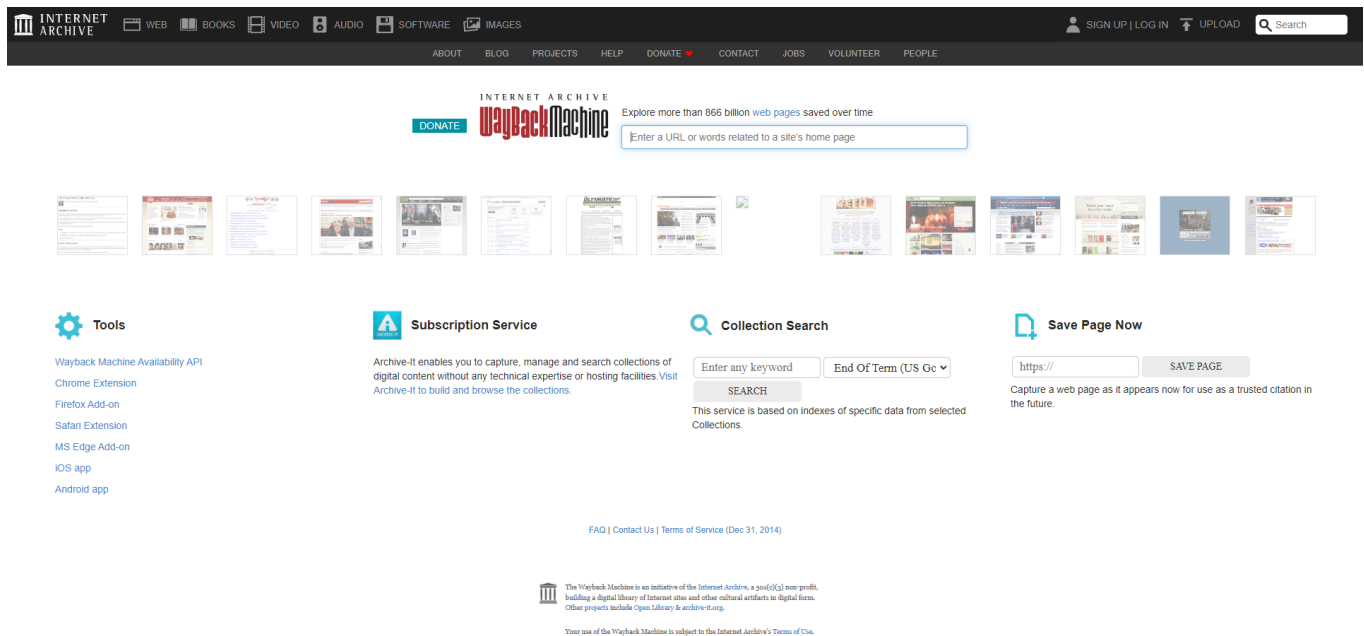 INTERNET ARCHIVE
WEB BOOKS VIDEO AUDIO SOFTWARE IMAGES
SIGN UP | LOG IN UPLOAD Search
ABOUT BLOG PROJECTS HELP DONATE CONTACT JOBS VOLUNTEER PEOPLE
DONATE
INTERNET ARCHIVE
WayBackMachine
Explore more than 866 billion web pages saved over time
Enter a URL or words related to a site's home page
Tools
Wayback Machine Availability API
Chrome Extension
Firefox Add-on
Safari Extension
MS Edge Add-on
iOS app
Android app
Subscription Service
Archive-It enables you to capture, manage and search collections of
digital content without any technical expertise or hosting facilities.Visit
Archive-It to build and browse the collections.
Collection Search
Enter any keyword End Of Term (US Gc
SEARCH
This service is based on indexes of specific data from selected
Collections.
Save Page Now
https:// SAVE PAGE
Capture a web page as it appears now for use as a trusted citation in
the future.
FAQ | Contact Us | Terms of Service (Dec 31, 2014)
The Wayback Machine is an initiative of the Internet Archive, a 501(c)(3) non-profit,
building a digital library of Internet sites and other cultural artifacts in digital form.
Other projects include Open Library & archive-it.org.
Your use of the Wayback Machine is subject to the Internet Archive's Terms of Use.